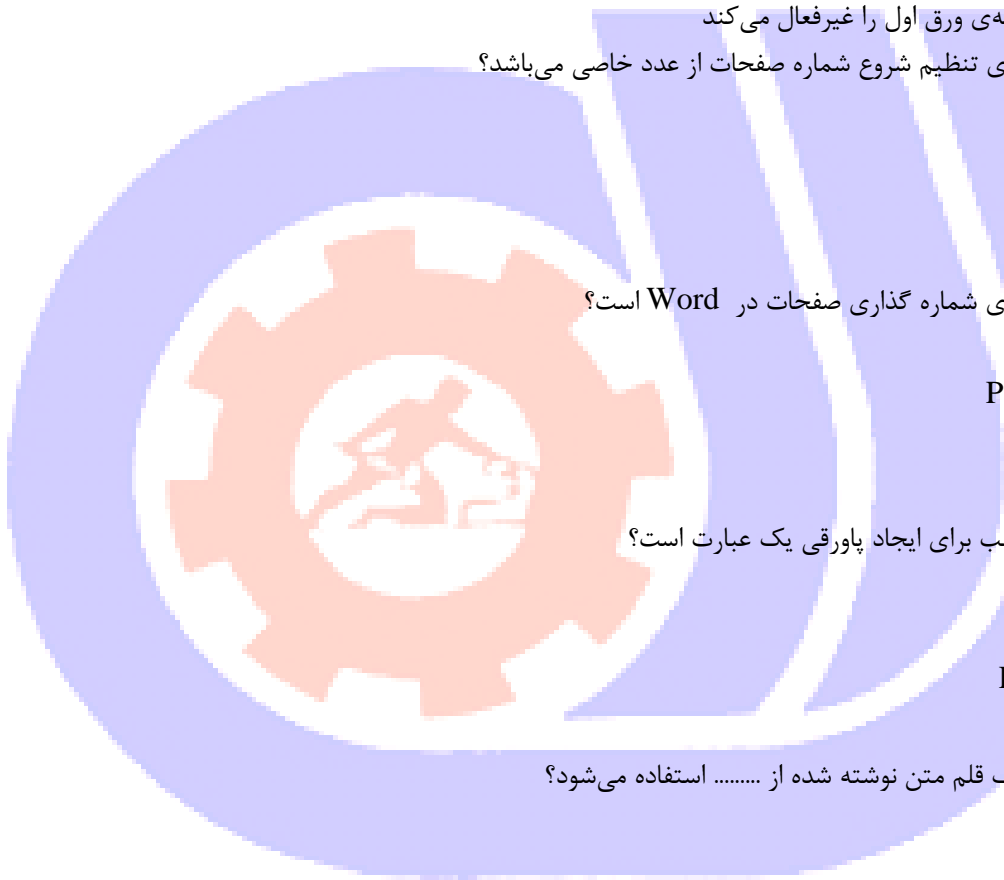 ی ورق اول را غیرفعال می‌کند
ی تنظیم شروع شماره صفحات از عدد خاصی می‌باشد؟
ی شماره گذاری صفحات در Word است؟
P
برای ایجاد پاورقی یک عبارت است؟
قلم متن نوشته شده از ......... استفاده می‌شود؟